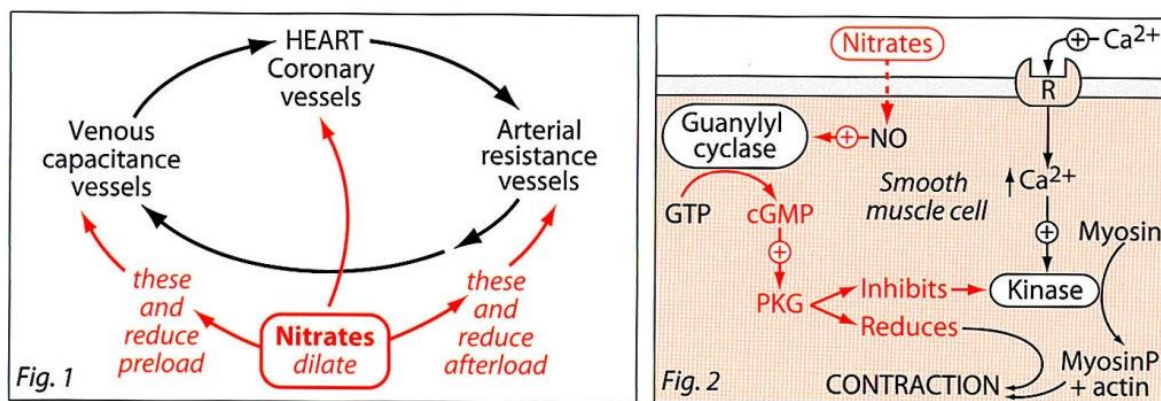 HEART
Coronary
vessels
Venous
capacitance
vessels
Arterial
resistance
vessels
these
and
reduce
preload
Nitrates
dilate
these
and
reduce
afterload
Fig. 1
Nitrates
+ Ca²⁺
R
Guanylyl
cyclase
+ NO
Smooth
muscle cell
Ca²⁺
GTP
cGMP
+
+
Myosin
PKG
Inhibits
Kinase
Reduces
MyosinP
+ actin
CONTRACTION
Fig. 2